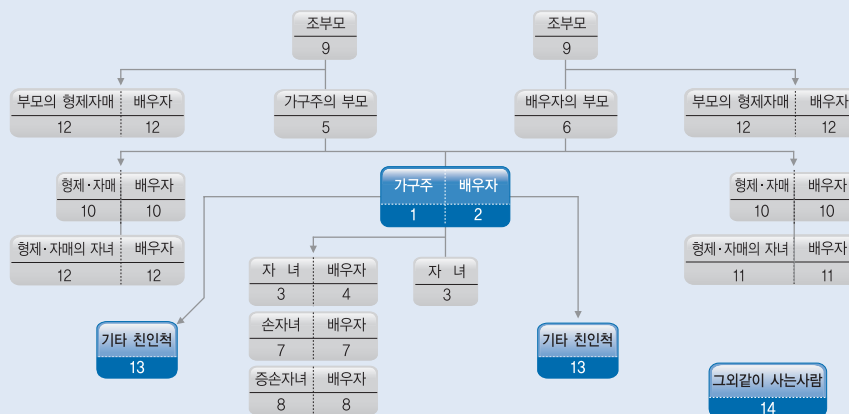 조부모 조부모
9 9
부모의 형제자매 배우자 가구주의 부모 배우자의 부모 부모의 형제자매 배우자
12 12 5 6 12 12
형제·자매 배우자 가구주 배우자 형제·자매 배우자
10 10 1 2 10 10
형제·자매의 자녀 배우자 형제·자매의 자녀 배우자
12 12 11 11
자 녀 배우자 자 녀
3 4 3
손자녀 배우자
7 7
기타 친인척 기타 친인척
13 13
증손자녀 배우자 그외같이 사는사람
8 8 14